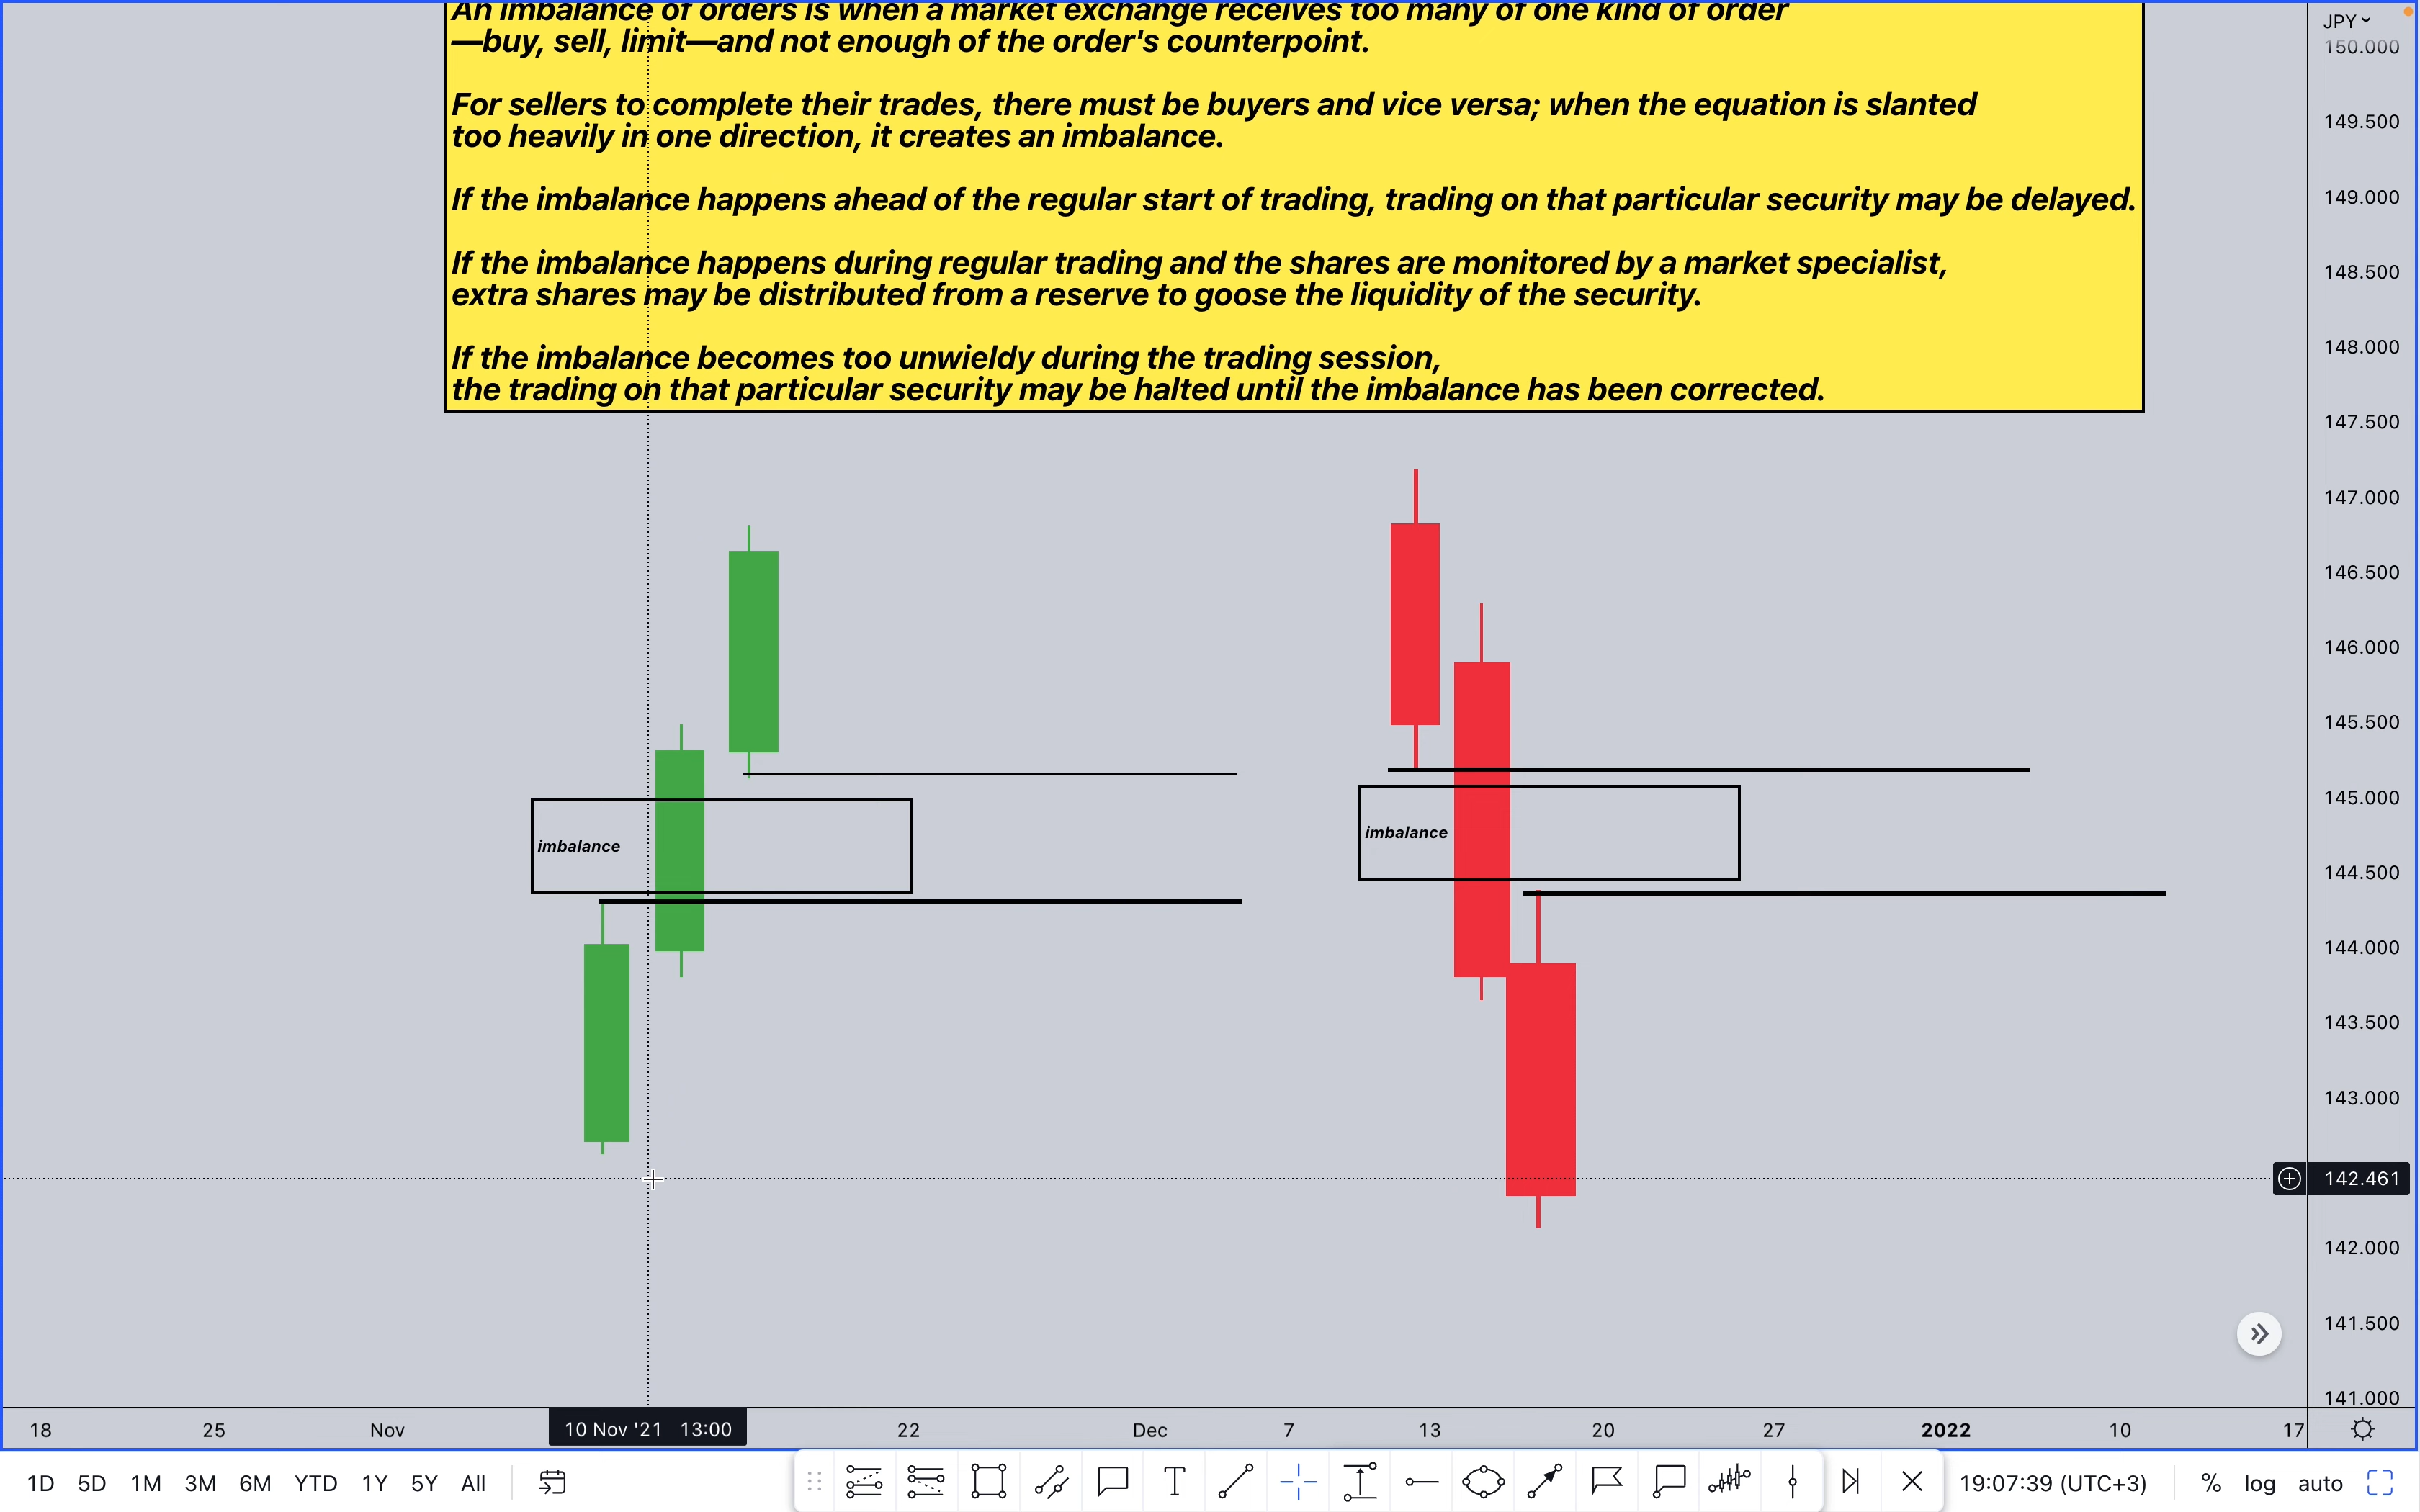 An imbalance of orders is when a market exchange receives too many of one kind of order
—buy, sell, limit—and not enough of the order's counterpoint.
For sellers to complete their trades, there must be buyers and vice versa; when the equation is slanted
too heavily in one direction, it creates an imbalance.
If the imbalance happens ahead of the regular start of trading, trading on that particular security may be delayed.
If the imbalance happens during regular trading and the shares are monitored by a market specialist,
extra shares may be distributed from a reserve to goose the liquidity of the security.
If the imbalance becomes too unwieldy during the trading session,
the trading on that particular security may be halted until the imbalance has been corrected.
imbalance
imbalance
JPY
150.000
149.500
149.000
148.500
148.000
147.500
147.000
146.500
146.000
145.500
145.000
144.500
144.000
143.500
143.000
142.461
142.000
141.500
141.000
18 25 Nov 10 Nov '21 13:00 22 Dec 7 13 20 27 2022 10 17
1D 5D 1M 3M 6M YTD 1Y 5Y All T 19:07:39 (UTC+3) % log auto